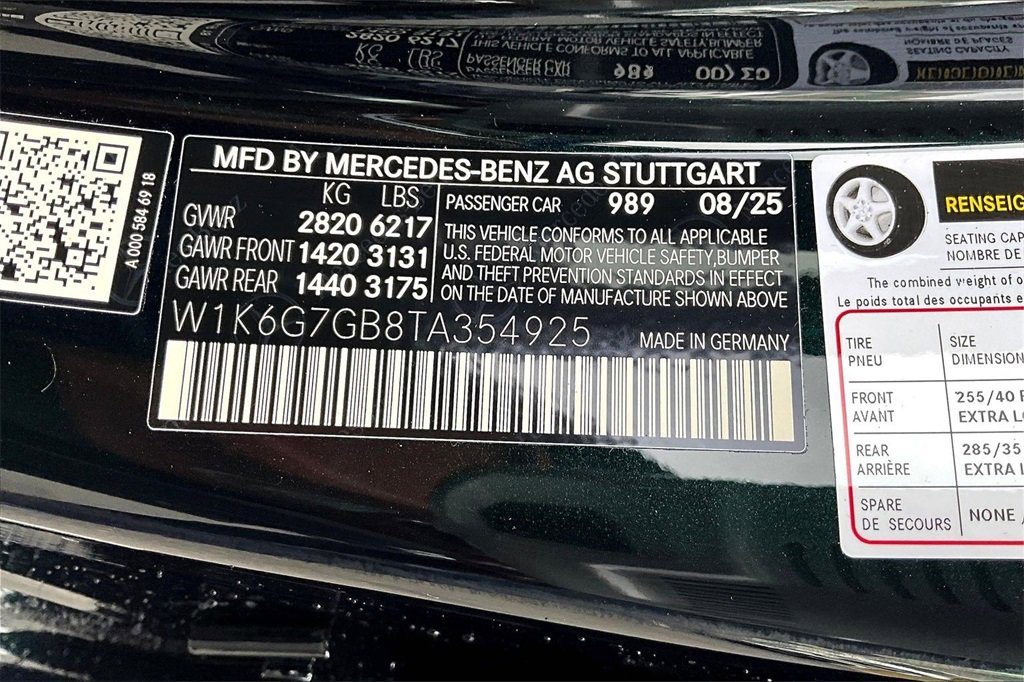 A 000 584 69 18
MFD BY MERCEDES-BENZ AG STUTTGART
KG LBS
GVWR 2820 6217
GAWR FRONT 1420 3131
GAWR REAR 1440 3175
PASSENGER CAR 989 08/25
THIS VEHICLE CONFORMS TO ALL APPLICABLE
U.S. FEDERAL MOTOR VEHICLE SAFETY,BUMPER
AND THEFT PREVENTION STANDARDS IN EFFECT
ON THE DATE OF MANUFACTURE SHOWN ABOVE
W1K6G7GB8TA354925
MADE IN GERMANY
RENSEIG
SEATING CAP
NOMBRE DE
The combined weight of o
Le poids total des occupants e
TIRE
PNEU
SIZE
DIMENSION
FRONT
AVANT
255/40
EXTRA
REAR
ARRIÈRE
285/35
EXTRA
SPARE
DE SECOURS
NONE